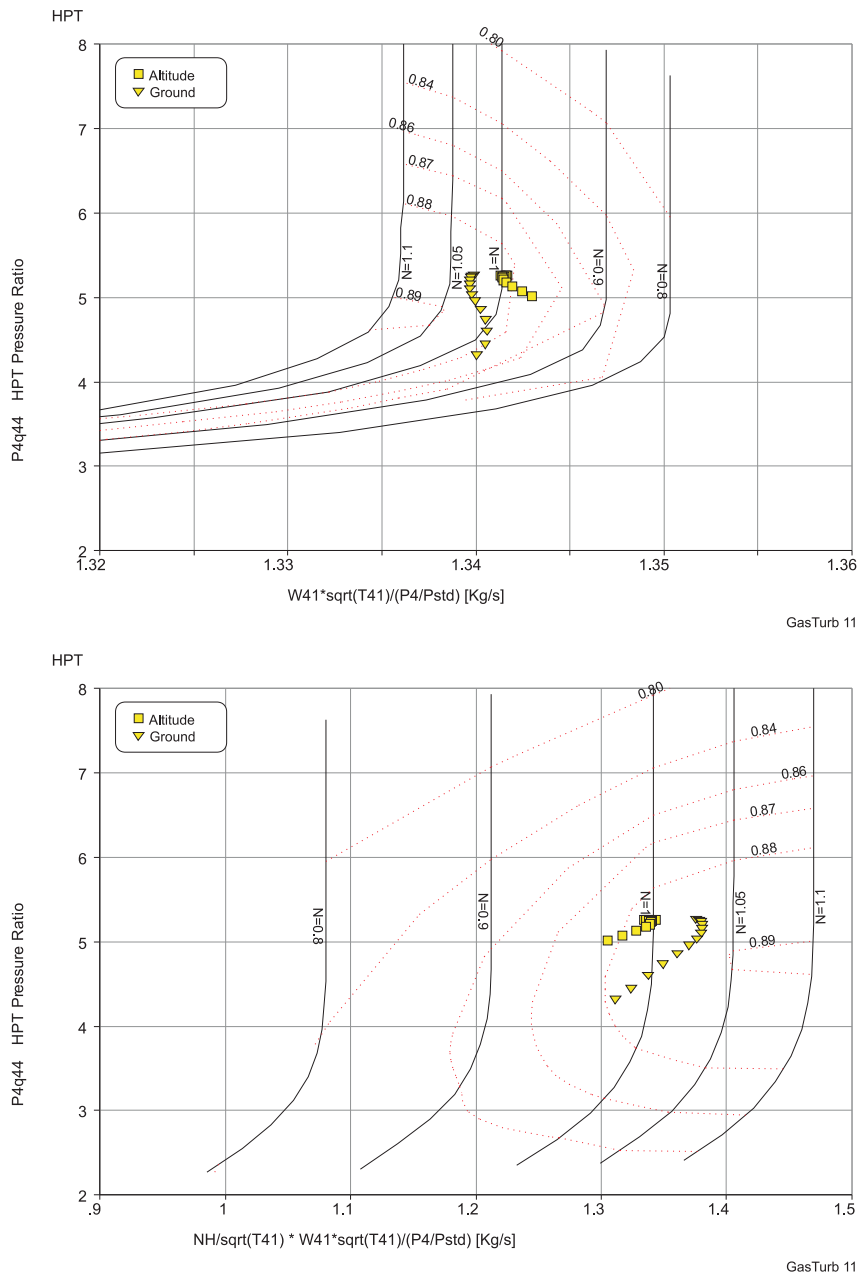 HPT
8
7
6
5
4
3
2
Altitude
Ground
0.80
0.84
0.86
0.87
0.88
0.89
N=1.1
N=1.05
N=1
N=0.9
N=0.8
P4q44 HPT Pressure Ratio
1.32 1.33 1.34 1.35 1.36
W41*sqrt(T41)/(P4/Pstd) [Kg/s]
GasTurb 11
HPT
8
7
6
5
4
3
2
Altitude
Ground
0.80
0.84
0.86
0.87
0.88
0.89
N=0.8
N=0.9
N=1
N=1.05
N=1.1
P4q44 HPT Pressure Ratio
.9 1 1.1 1.2 1.3 1.4 1.5
NH/sqrt(T41) * W41*sqrt(T41)/(P4/Pstd) [Kg/s]
GasTurb 11